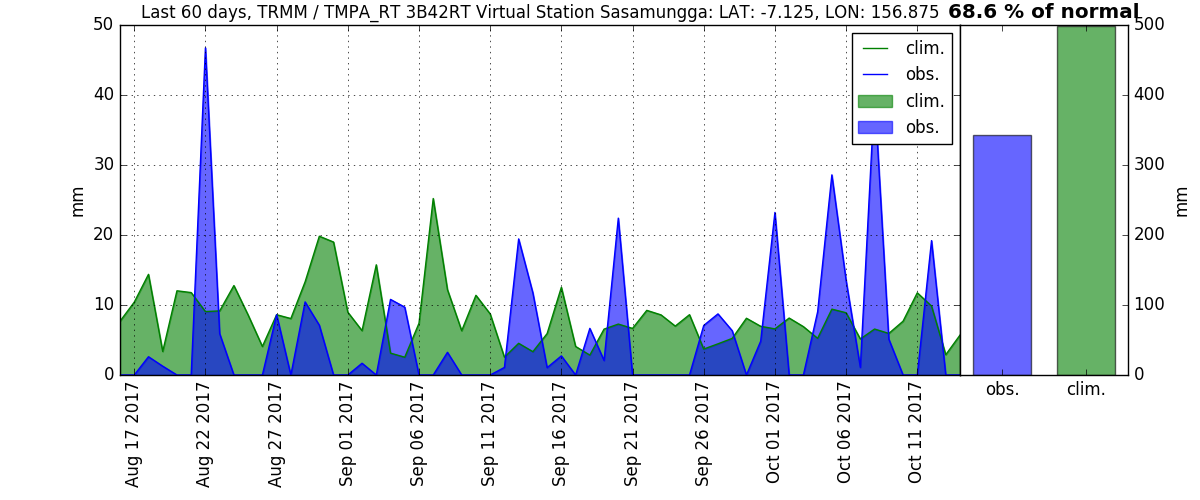 Last 60 days, TRMM / TMPA_RT 3B42RT Virtual Station Sasamungga: LAT: -7.125, LON: 156.875
68.6 % of normal
50
40
30
20
10
0
mm
clim.
obs.
clim.
obs.
500
400
300
200
100
0
mm
Aug 17 2017
Aug 22 2017
Aug 27 2017
Sep 01 2017
Sep 06 2017
Sep 11 2017
Sep 16 2017
Sep 21 2017
Sep 26 2017
Oct 01 2017
Oct 06 2017
Oct 11 2017
obs.
clim.